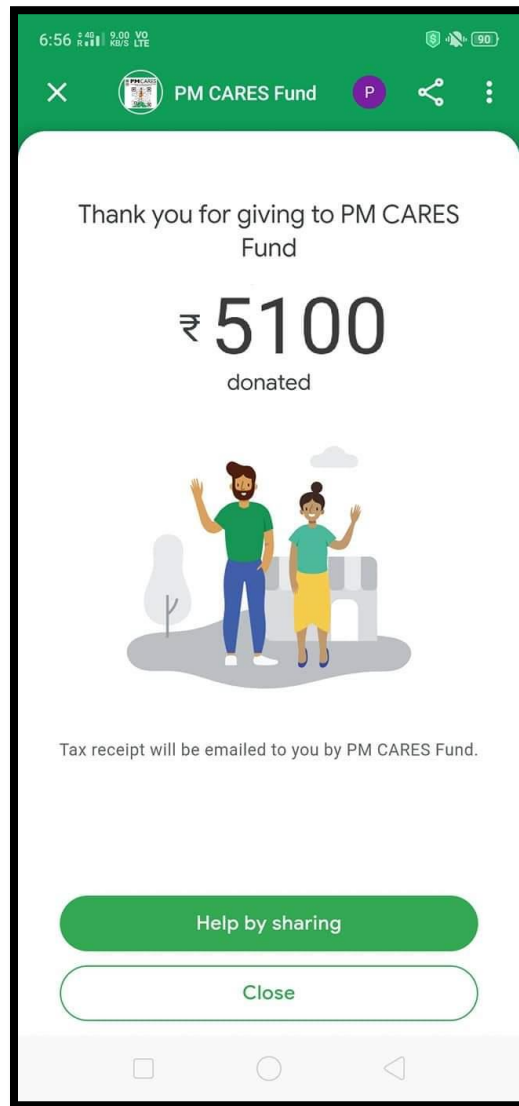 6:56 4G R 9.00 KB/S VO LTE 90
PM CARES Fund P
Thank you for giving to PM CARES
Fund
₹ 5100
donated
Tax receipt will be emailed to you by PM CARES Fund.
Help by sharing
Close